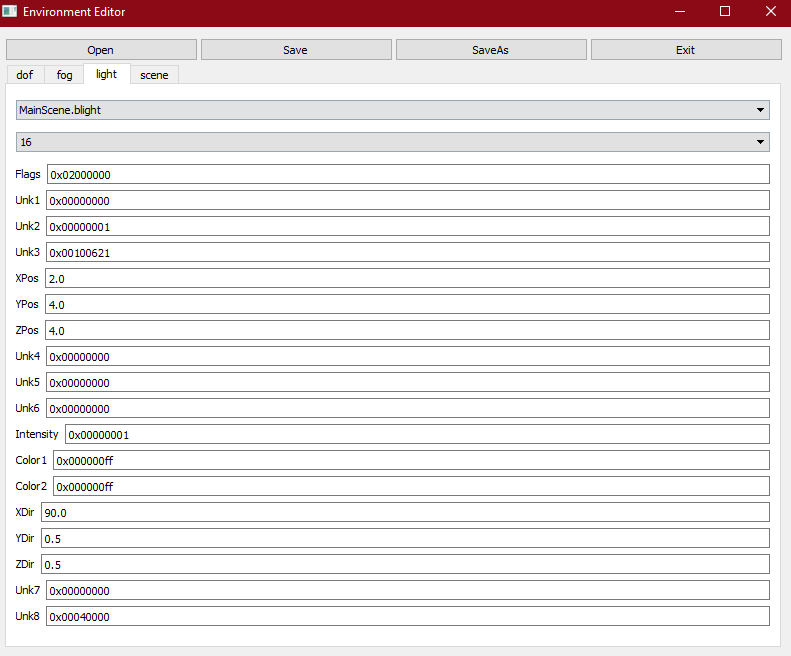 Environment Editor
Open Save SaveAs Exit
dof fog light scene
MainScene.blight
16
Flags 0x02000000
Unk1 0x00000000
Unk2 0x00000001
Unk3 0x00100621
XPos 2.0
YPos 4.0
ZPos 4.0
Unk4 0x00000000
Unk5 0x00000000
Unk6 0x00000000
Intensity 0x00000001
Color1 0x000000ff
Color2 0x000000ff
XDir 90.0
YDir 0.5
ZDir 0.5
Unk7 0x00000000
Unk8 0x00040000